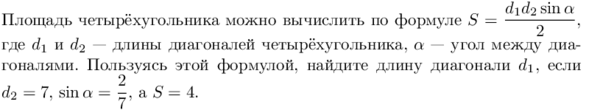 Площадь четырёхугольника можно вычислить по формуле $S = \dfrac{d_1 d_2 \sin \alpha}{2}$,
где $d_1$ и $d_2$ — длины диагоналей четырёхугольника, $\alpha$ — угол между диа-
гоналями. Пользуясь этой формулой, найдите длину диагонали $d_1$, если
$d_2 = 7$, $\sin \alpha = \dfrac{2}{7}$, а $S = 4$.